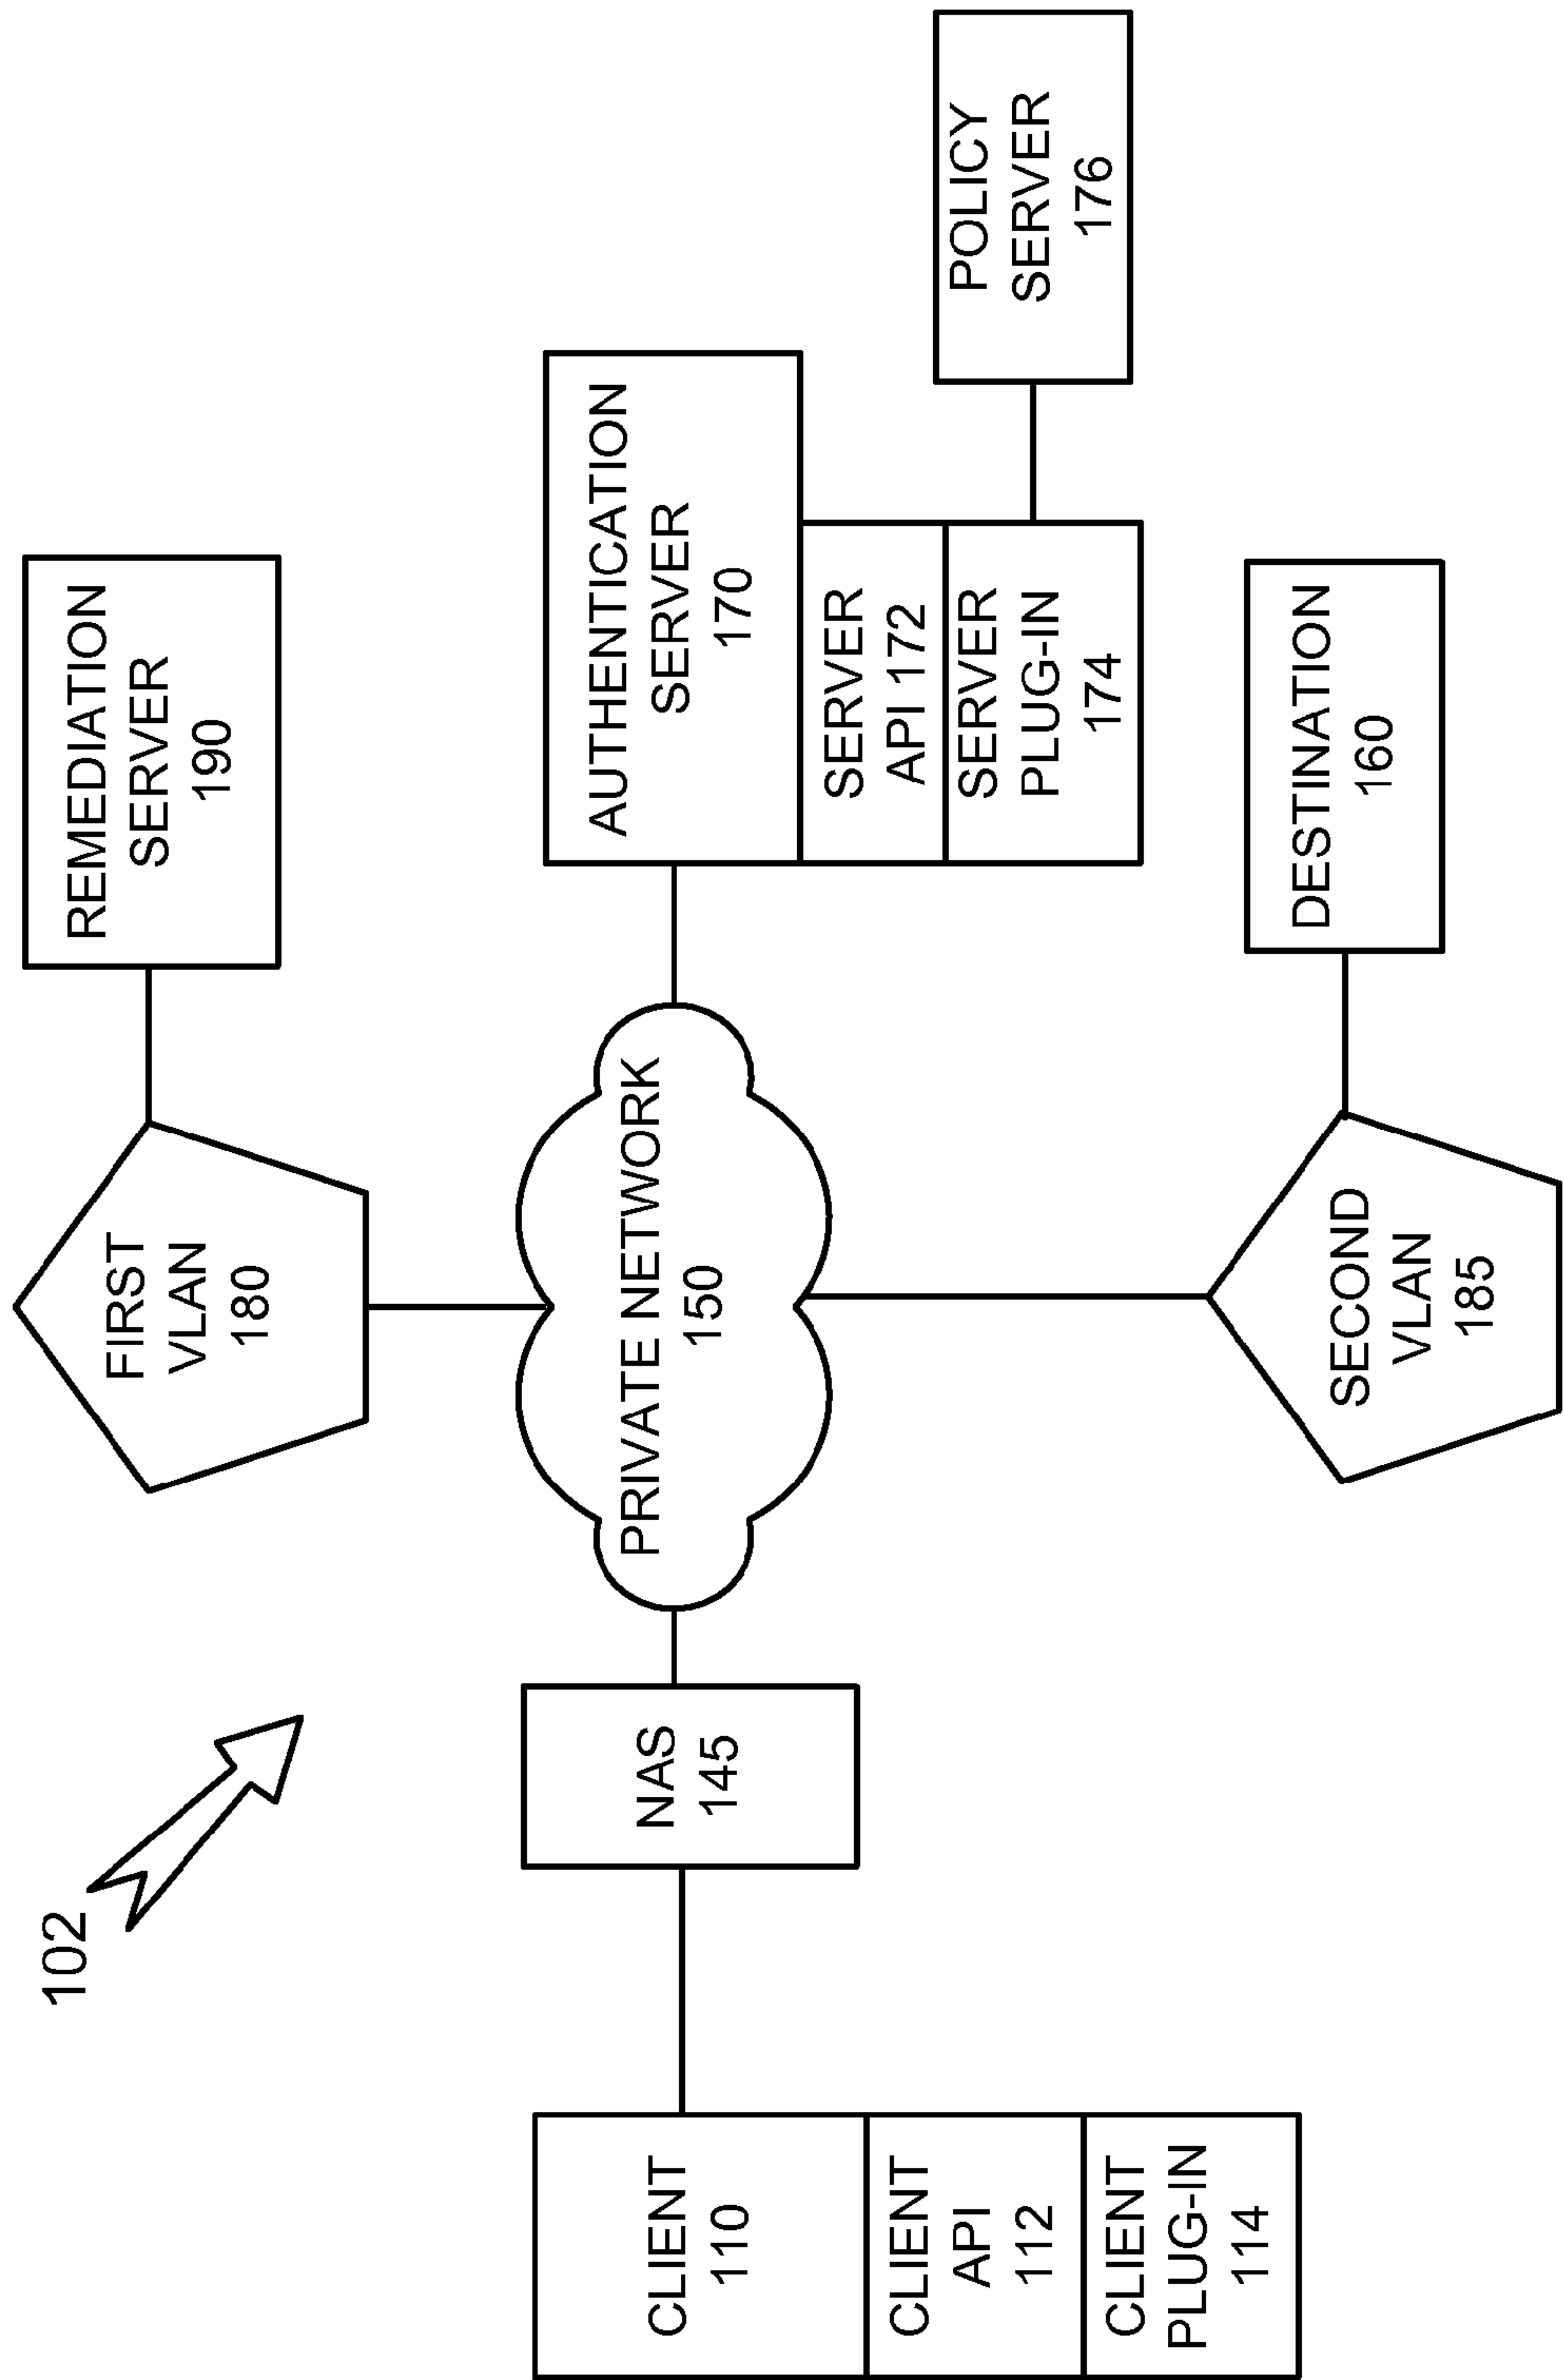 102
FIRST
VLAN
180
REMEDIATION
SERVER
190
CLIENT
110
CLIENT
API
112
CLIENT
PLUG-IN
114
NAS
145
PRIVATE NETWORK
150
AUTHENTICATION
SERVER
170
SERVER
API 172
SERVER
PLUG-IN
174
POLICY
SERVER
176
SECOND
VLAN
185
DESTINATION
160